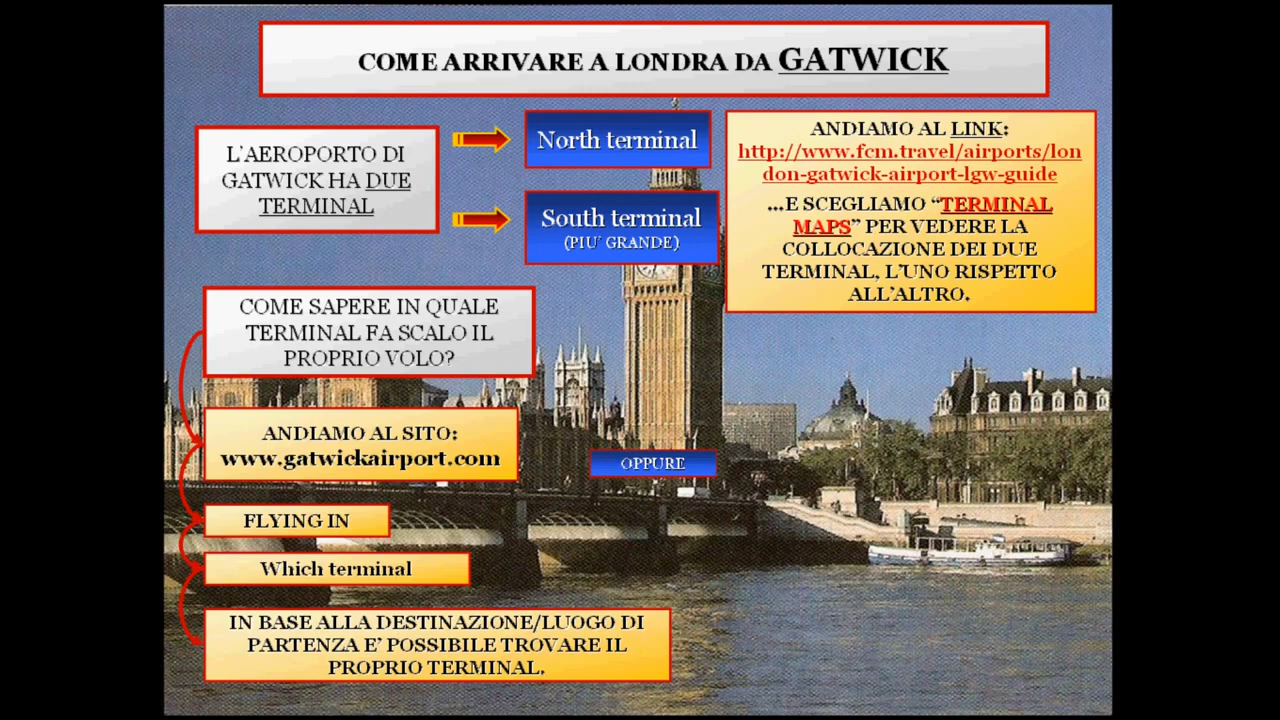 COME ARRIVARE A LONDRA DA GATWICK
L'AEROPORTO DI
GATWICK HA DUE
TERMINAL
North terminal
South terminal
(PIU' GRANDE)
ANDIAMO AL LINK:
http://www.fcm.travel/airports/lon
don-gatwick-airport-lgw-guide
...E SCEGLIAMO “TERMINAL
MAPS” PER VEDERE LA
COLLOCAZIONE DEI DUE
TERMINAL, L'UNO RISPETTO
ALL'ALTRO.
COME SAPERE IN QUALE
TERMINAL FA SCALO IL
PROPRIO VOLO?
ANDIAMO AL SITO:
www.gatwickairport.com
OPPURE
FLYING IN
Which terminal
IN BASE ALLA DESTINAZIONE/LUOGO DI
PARTENZA E' POSSIBILE TROVARE IL
PROPRIO TERMINAL.